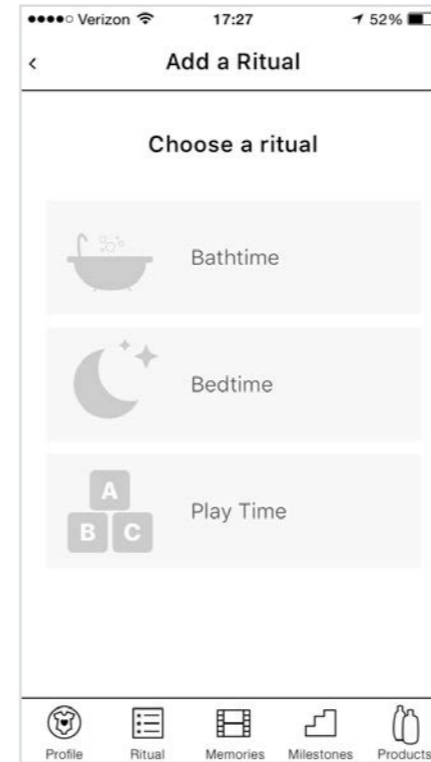 Verizon 17:27 52%
Add a Ritual
Choose a ritual
Bathtime
Bedtime
A
Play Time
B C
Profile Ritual Memories Milestones Products